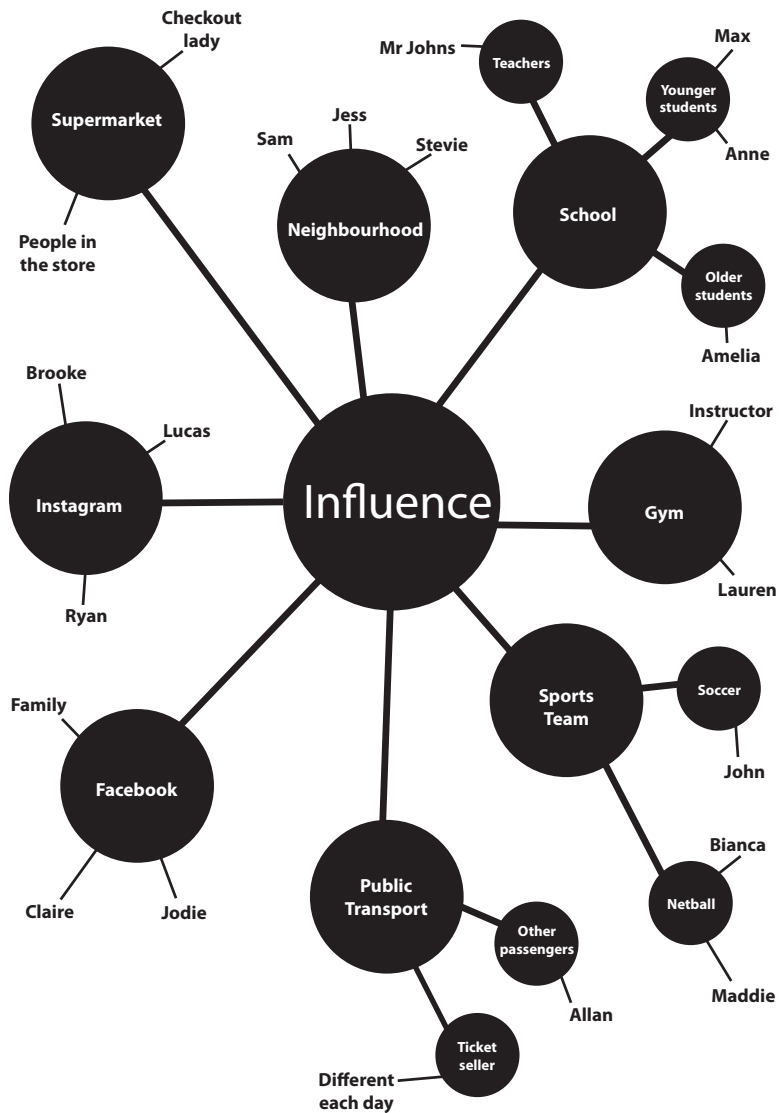 Checkout
lady
Supermarket
People in
the store
Sam
Jess
Stevie
Neighbourhood
Mr Johns
Teachers
Max
Younger
students
Anne
School
Older
students
Amelia
Brooke
Lucas
Instagram
Ryan
Influence
Instructor
Gym
Lauren
Family
Facebook
Claire
Jodie
Sports
Team
Soccer
John
Bianca
Netball
Maddie
Public
Transport
Other
passengers
Allan
Ticket
seller
Different
each day